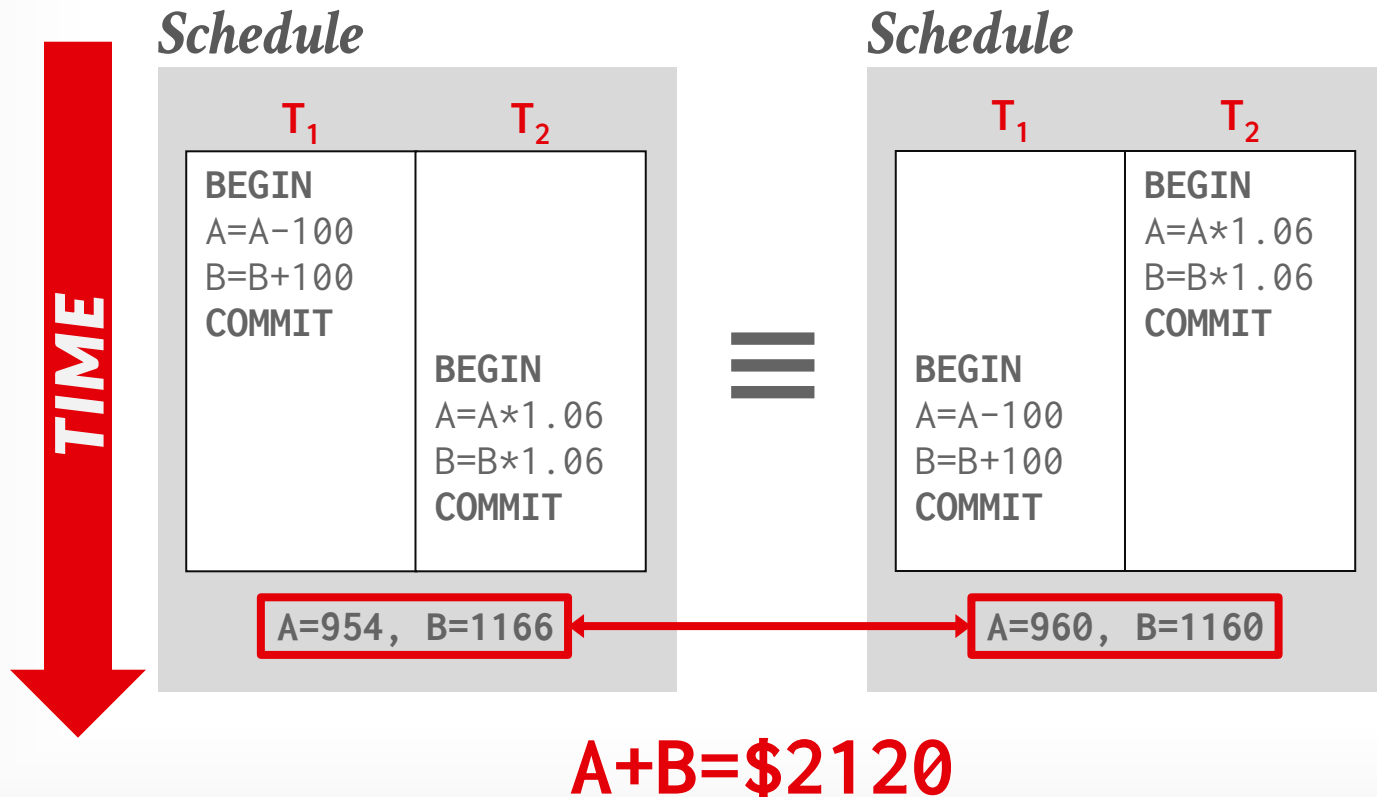 Schedule
T1 T2
BEGIN
A=A-100
B=B+100
COMMIT
BEGIN
A=A*1.06
B=B*1.06
COMMIT
A=954, B=1166
TIME
≡
Schedule
T1 T2
BEGIN
A=A*1.06
B=B*1.06
COMMIT
BEGIN
A=A-100
B=B+100
COMMIT
A=960, B=1160
A+B=$2120